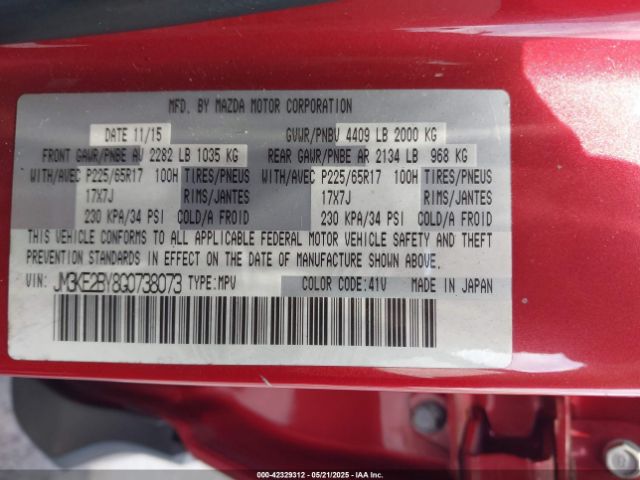 MFD. BY MAZDA MOTOR CORPORATION
DATE 11/15 GVWR/PNBV 4409 LB 2000 KG
FRONT GAWR/PNBE AV 2282 LB 1035 KG REAR GAWR/PNBE AR 2134 LB 968 KG
WITH/AVEC P225/65R17 100H TIRES/PNEUS WITH/AVEC P225/65R17 100H TIRES/PNEUS
17X7J RIMS/JANTES 17X7J RIMS/JANTES
230 KPA/34 PSI COLD/A FROID 230 KPA/34 PSI COLD/A FROID
THIS VEHICLE CONFORMS TO ALL APPLICABLE FEDERAL MOTOR VEHICLE SAFETY AND THEFT
PREVENTION STANDARDS IN EFFECT ON THE DATE OF MANUFACTURE SHOWN ABOVE.
VIN: JM3KE2BY8G0738073 TYPE:MPV COLOR CODE:41V MADE IN JAPAN
000-42329312 - 05/21/2025 - IAA Inc.